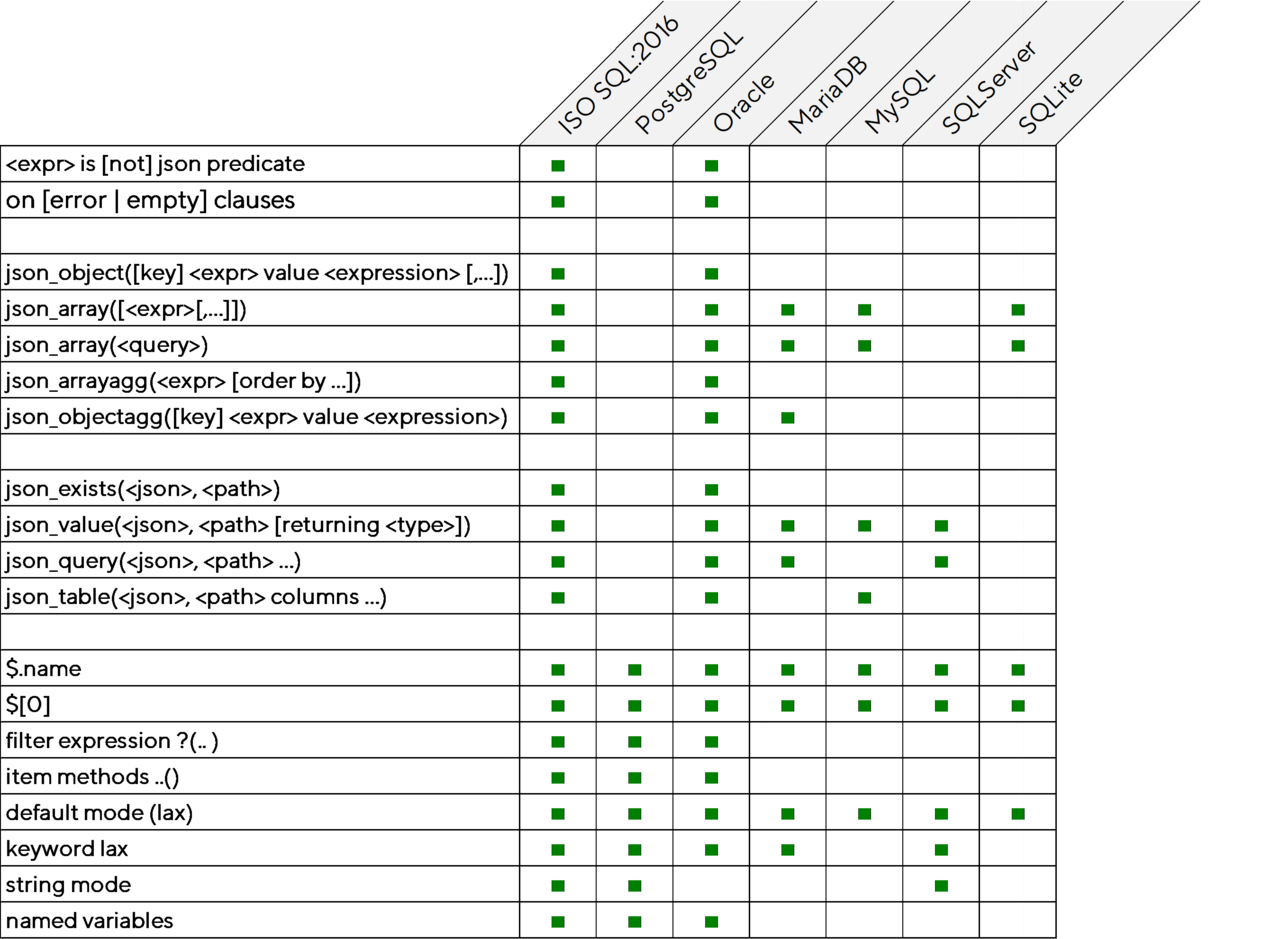 ISO SQL:2016
PostgreSQL
Oracle
MariaDB
MySQL
SQLServer
SQLite
<expr> is [not] json predicate
on [error | empty] clauses
json_object([key] <expr> value <expression> [,...])
json_array([<expr>[,...]])
json_array(<query>)
json_arrayagg(<expr> [order by ...])
json_objectagg([key] <expr> value <expression>)
json_exists(<json>, <path>)
json_value(<json>, <path> [returning <type>])
json_query(<json>, <path> ...)
json_table(<json>, <path> columns ...)
$.name
$[0]
filter expression ?(.. )
item methods ..()
default mode (lax)
keyword lax
string mode
named variables